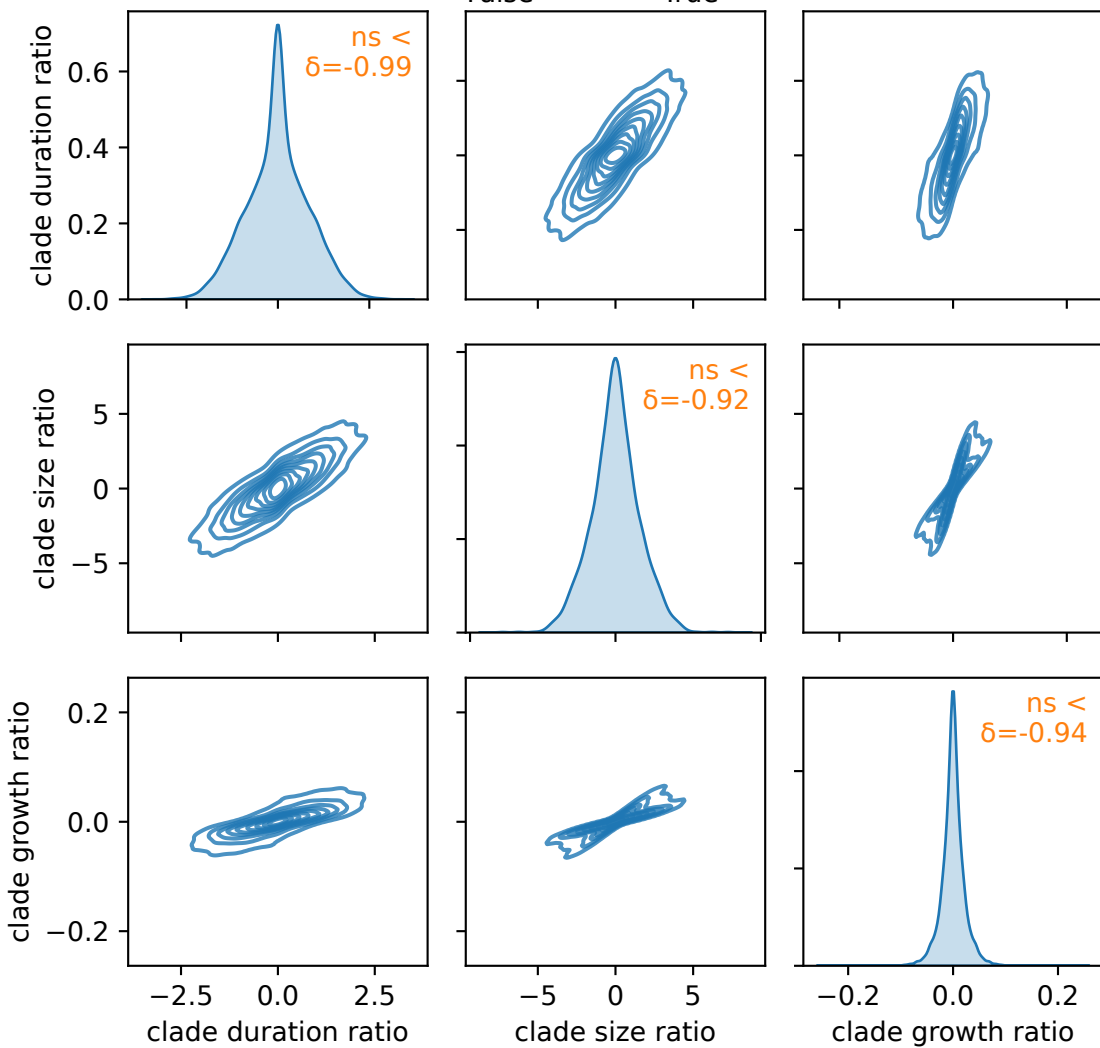 clade duration ratio
0.6
0.4
0.2
0.0
ns <
δ=-0.99
clade size ratio
5
0
−5
ns <
δ=-0.92
clade growth ratio
0.2
0.0
−0.2
ns <
δ=-0.94
−2.5 0.0 2.5
−5 0 5
−0.2 0.0 0.2
clade duration ratio
clade size ratio
clade growth ratio